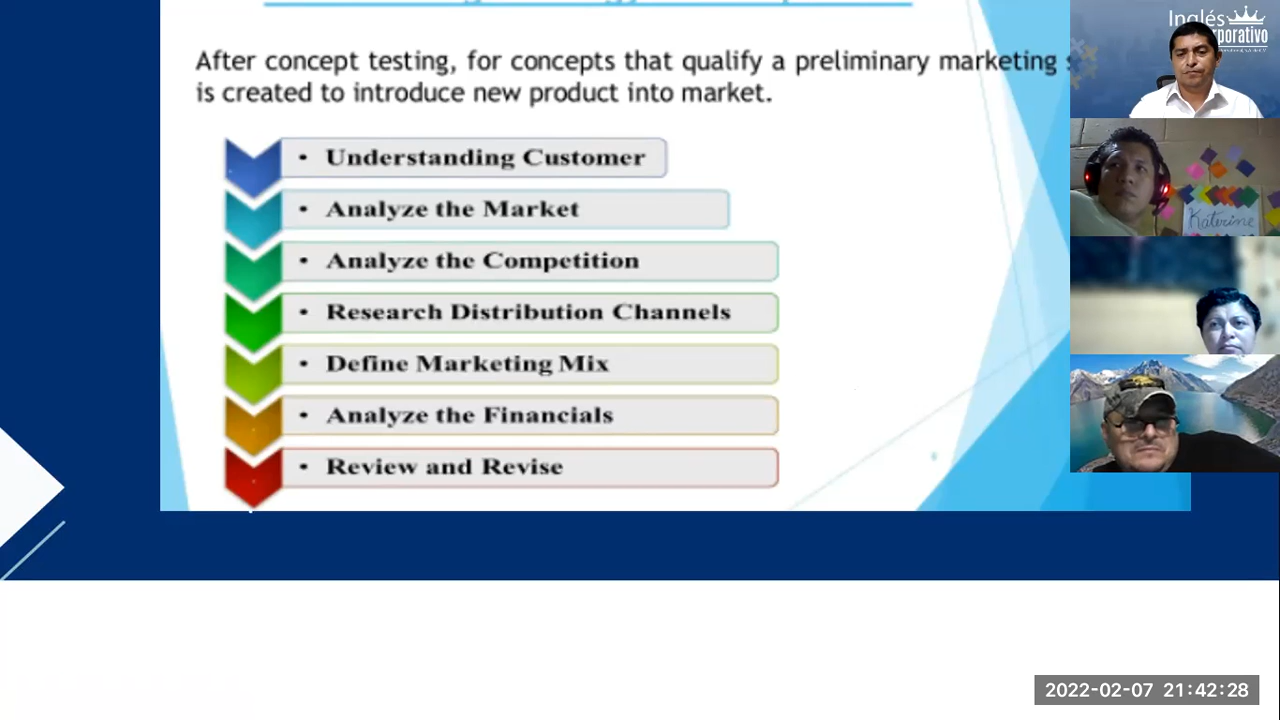 After concept testing, for concepts that qualify a preliminary marketing
is created to introduce new product into market.
• Understanding Customer
• Analyze the Market
• Analyze the Competition
• Research Distribution Channels
• Define Marketing Mix
• Analyze the Financials
• Review and Revise
Inglés
Katerine
2022-02-07 21:42:28